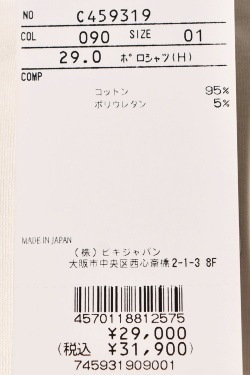 NO C459319
COL 090 SIZE 01
29.0 ポロシャツ(H)
COMP
コットン 95%
ポリウレタン 5%
MADE IN JAPAN
(株)ビキジャパン
大阪市中央区西心斎橋2-1-3 8F
4570118812575
¥29,000
(税込 ¥31,900)
745931909001